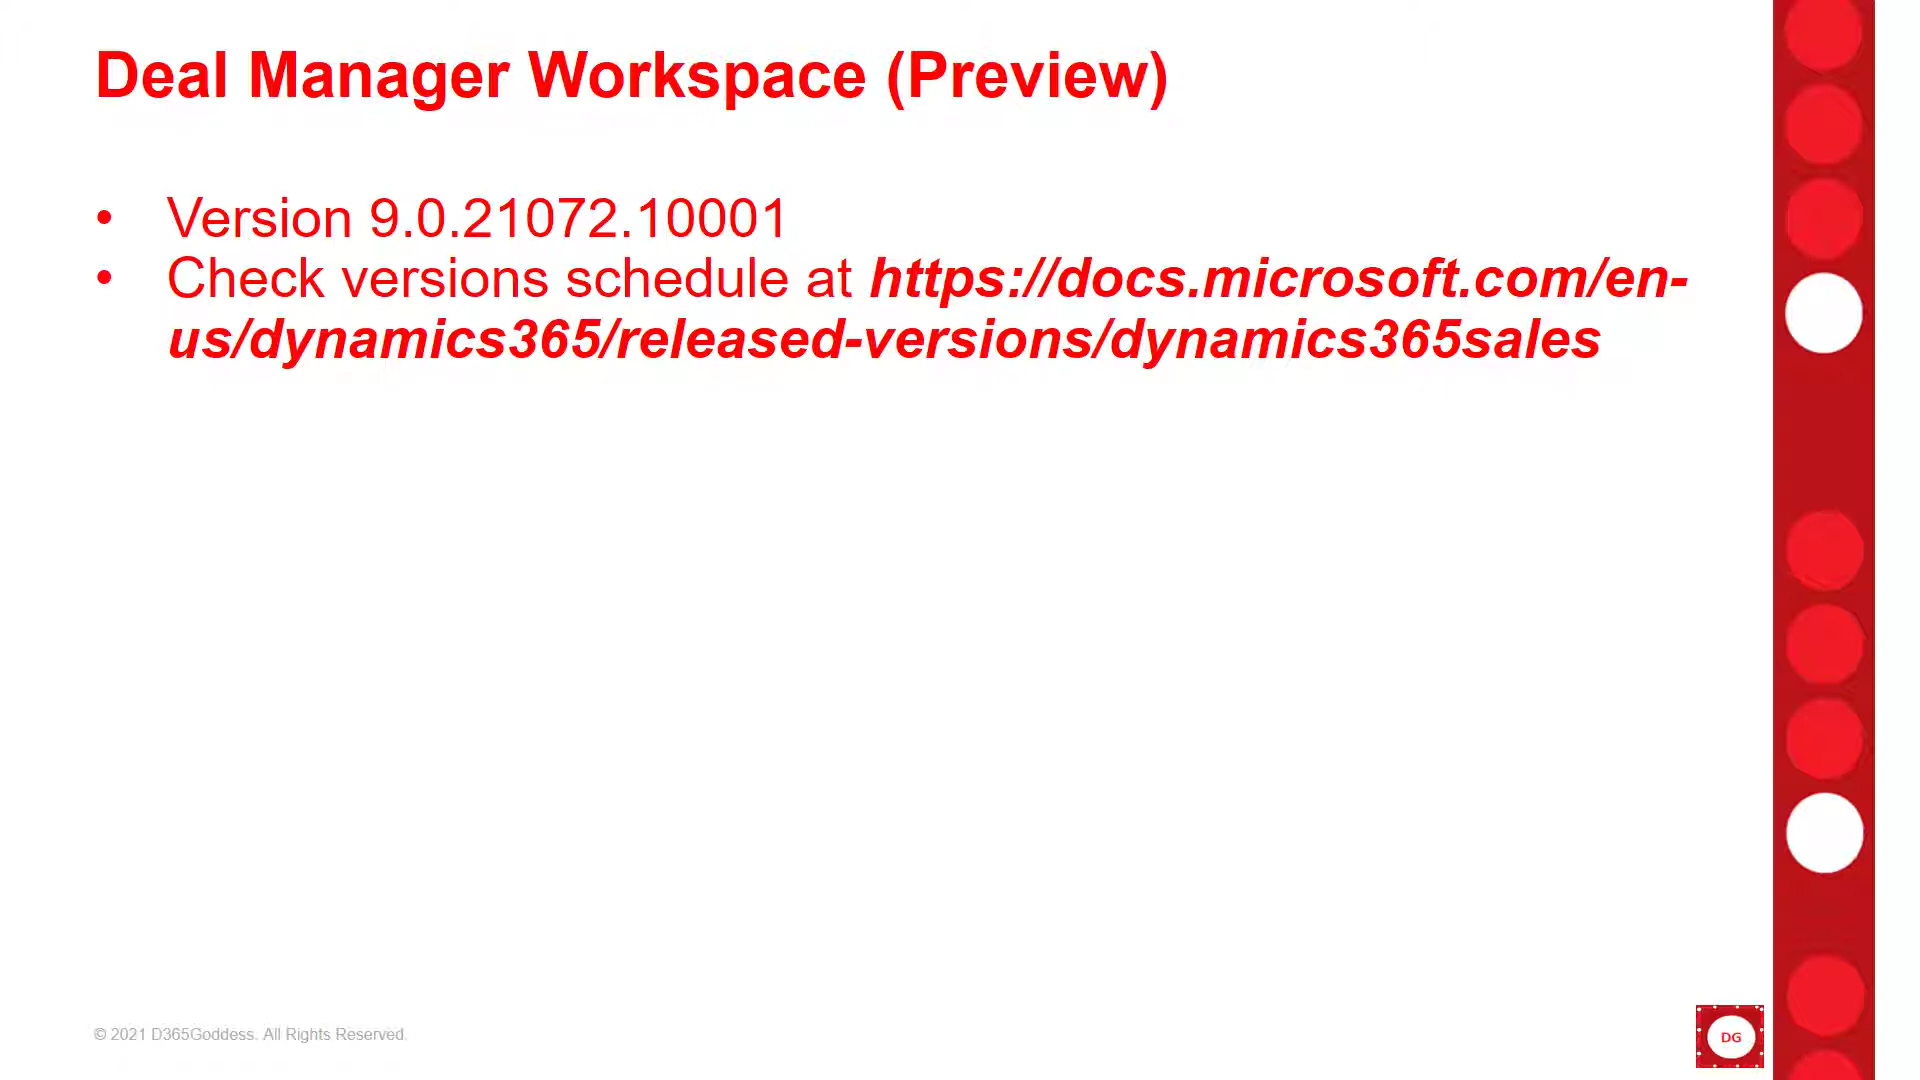 Deal Manager Workspace (Preview)
• Version 9.0.21072.10001
• Check versions schedule at https://docs.microsoft.com/en-
us/dynamics365/released-versions/dynamics365sales
© 2021 D365Goddess. All Rights Reserved.
DG